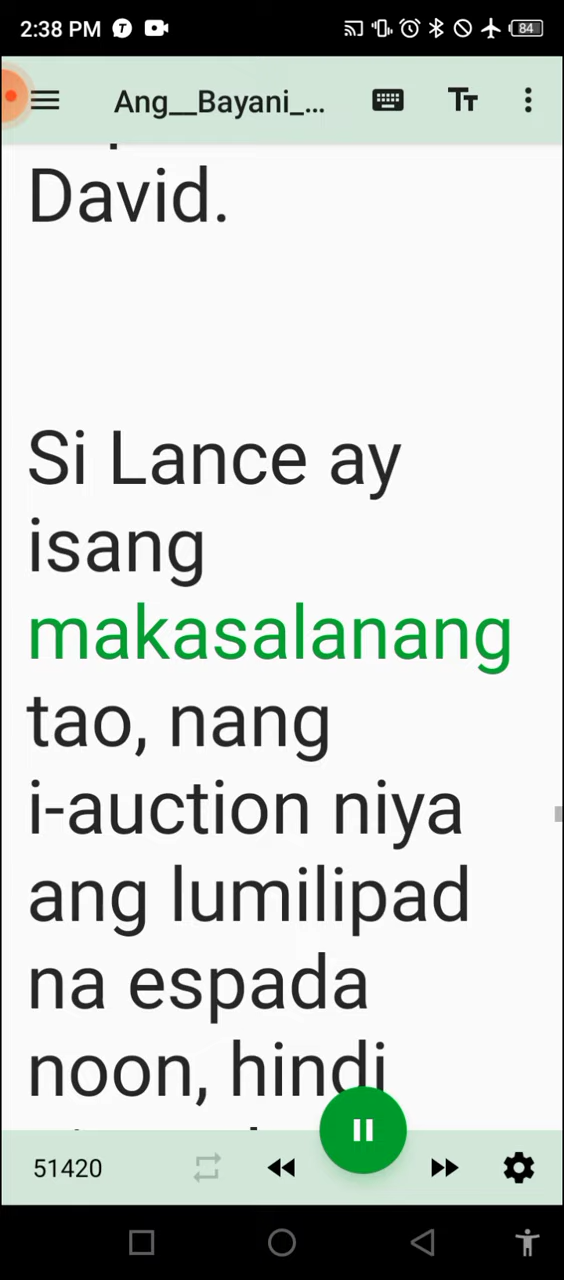 2:38 PM
84
Ang__Bayani_...
David.
Si Lance ay
isang
makasalanang
tao, nang
i-auction niya
ang lumilipad
na espada
noon, hindi
51420